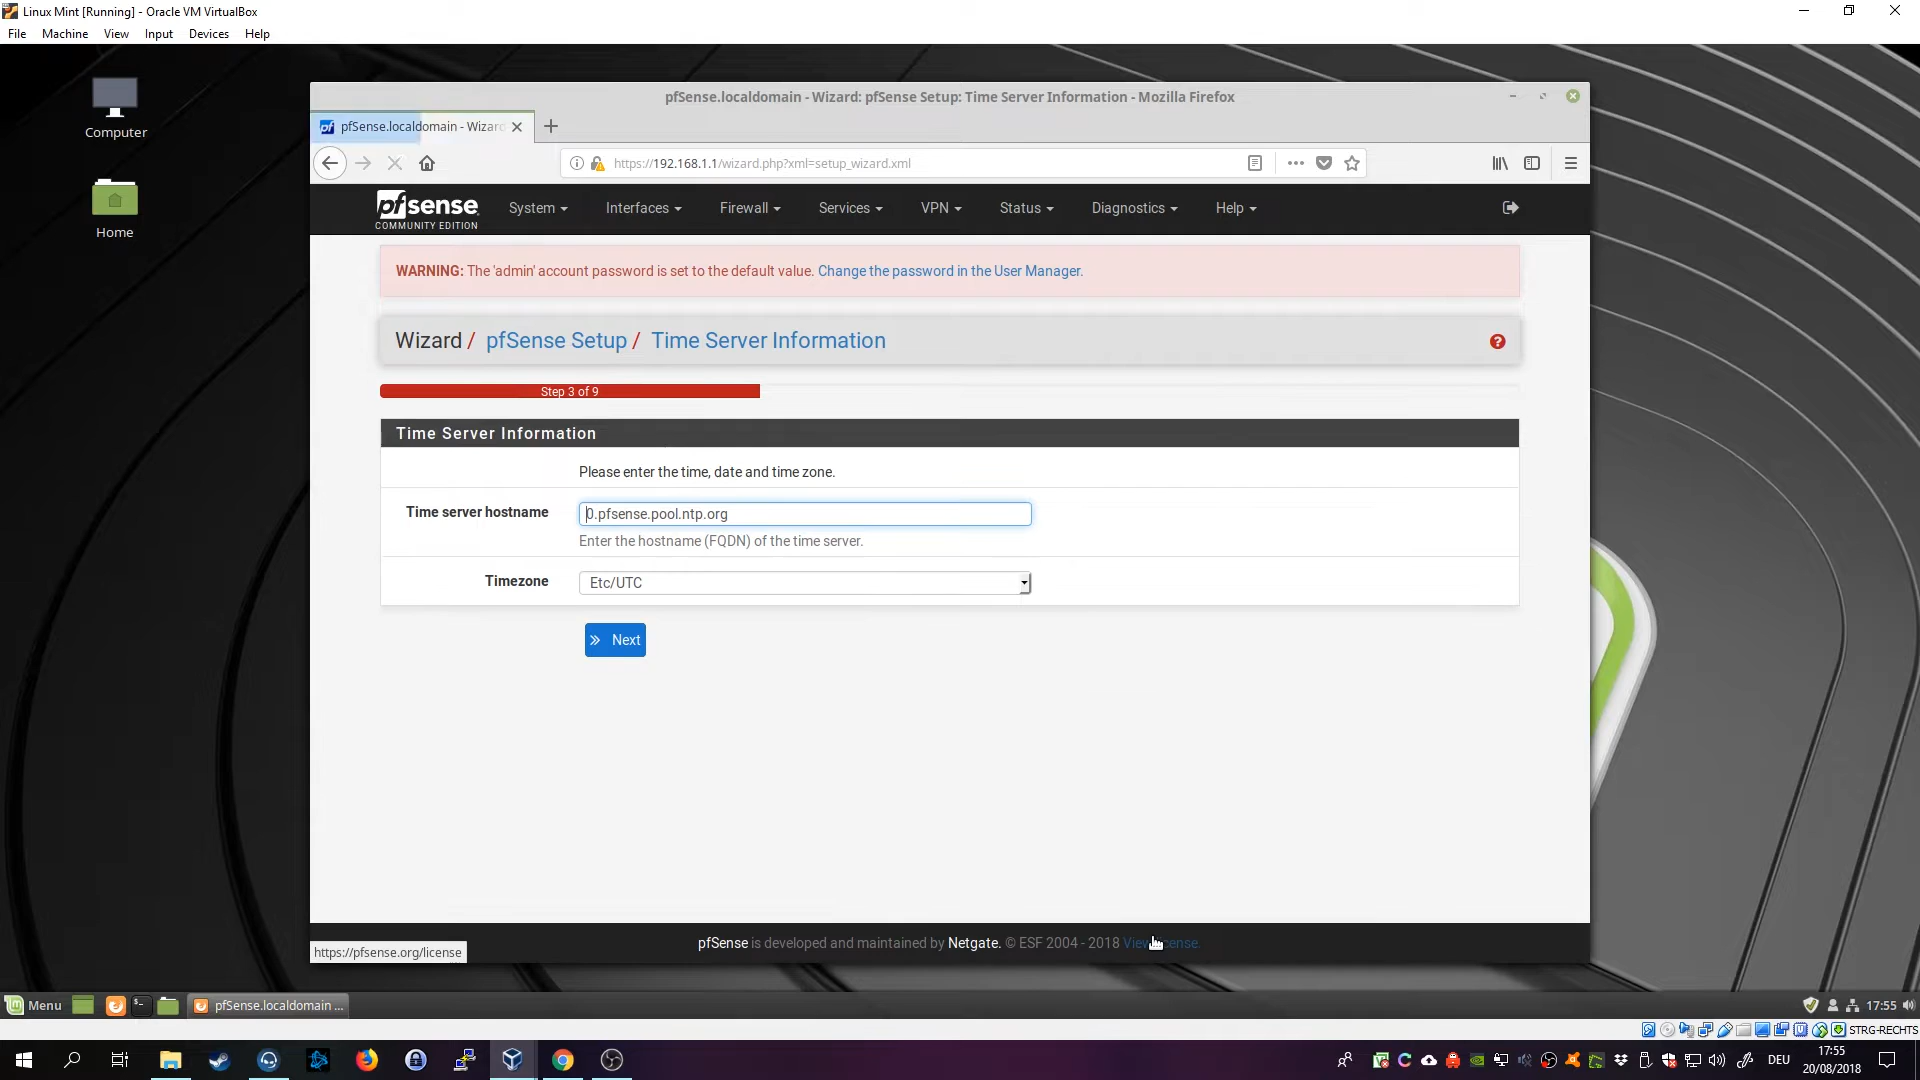 Linux Mint [Running] - Oracle VM VirtualBox
File Machine View Input Devices Help
Computer
Home
pfSense.localdomain - Wizard: pfSense Setup: Time Server Information - Mozilla Firefox
pfSense.localdomain - Wizard
https://192.168.1.1/wizard.php?xml=setup_wizard.xml
pfsense
COMMUNITY EDITION
System Interfaces Firewall Services VPN Status Diagnostics Help
WARNING: The 'admin' account password is set to the default value. Change the password in the User Manager.
Wizard / pfSense Setup / Time Server Information
Step 3 of 9
Time Server Information
Please enter the time, date and time zone.
Time server hostname
0.pfsense.pool.ntp.org
Enter the hostname (FQDN) of the time server.
Timezone
Etc/UTC
Next
pfSense is developed and maintained by Netgate. © ESF 2004 - 2018 View license.
https://pfsense.org/license
Menu
pfSense.localdomain ...
17:55
STRG-RECHTS
DEU
17:55
20/08/2018